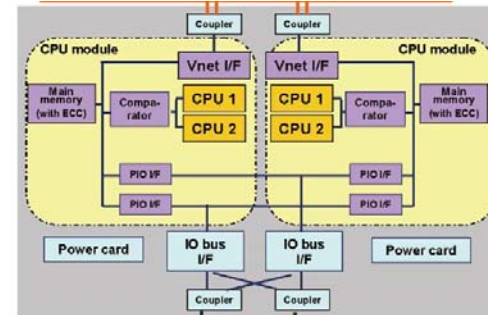 Coupler
Coupler
CPU module
CPU module
Vnet I/F
Vnet I/F
Main
memory
(with ECC)
Compa-
rator
CPU 1
CPU 2
CPU 1
CPU 2
Compa-
rator
Main
memory
(with ECC)
PIO I/F
PIO I/F
PIO I/F
PIO I/F
Power card
IO bus
I/F
IO bus
I/F
Power card
Coupler
Coupler